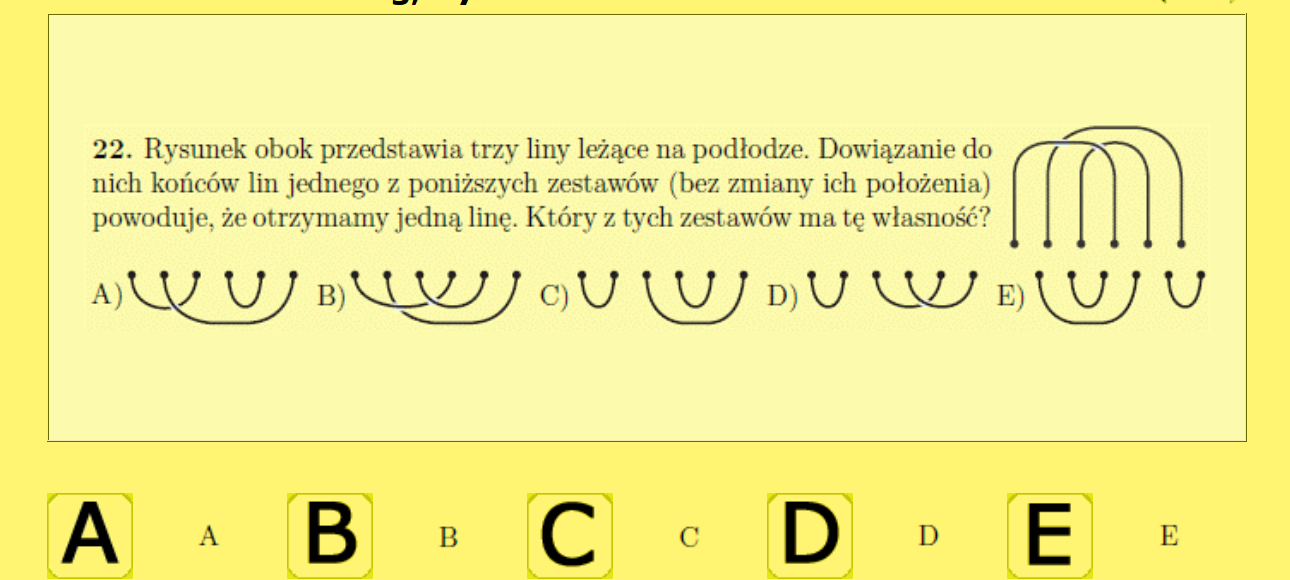 22. Rysunek obok przedstawia trzy liny leżące na podłodze. Dowiązanie do
nich końców lin jednego z poniższych zestawów (bez zmiany ich położenia)
powoduje, że otrzymamy jedną linę. Który z tych zestawów ma tę własność?
A) B) C) D) E)
A A B B C C D D E E